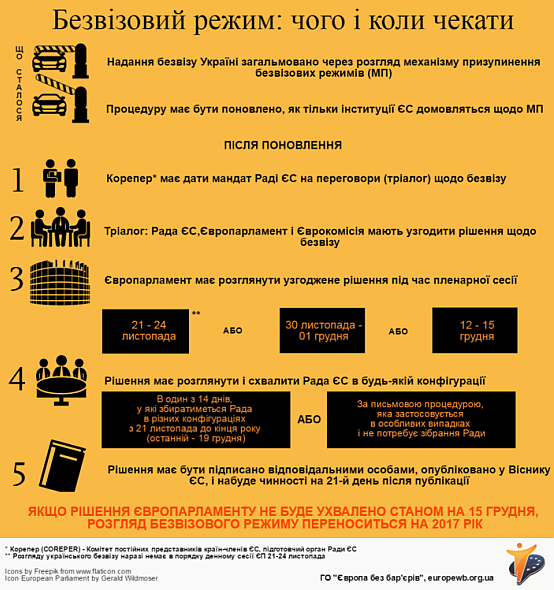 Безвізовий режим: чого і коли чекати
ЩО СТАЛОСЯ
Надання безвізу Україні загальмовано через розгляд механізму призупинення
безвізових режимів (МП)
Процедуру має бути поновлено, як тільки інституції ЄС домовляться щодо МП
ПІСЛЯ ПОНОВЛЕННЯ
1
Корепер* має дати мандат Раді ЄС на переговори (тріалог) щодо безвізу
2
Тріалог: Рада ЄС,Європарламент і Єврокомісія мають узгодити рішення щодо
безвізу
3
Європарламент має розглянути узгоджене рішення під час пленарної сесії
21 - 24
листопада
**
АБО
30 листопада -
01 грудня
АБО
12 - 15
грудня
4
Рішення має розглянути і схвалити Рада ЄС в будь-якій конфігурації
В один з 14 днів,
у які збиратиметься Рада
в різних конфігураціях
з 21 листопада до кінця року
(останній - 19 грудня)
АБО
За письмовою процедурою,
яка застосовується
в особливих випадках
і не потребує зібрання Ради
5
Рішення має бути підписано відповідальними особами, опубліковано у Віснику
ЄС, і набуде чинності на 21-й день після публікації
ЯКЩО РІШЕННЯ ЄВРОПАРЛАМЕНТУ НЕ БУДЕ УХВАЛЕНО СТАНОМ НА 15 ГРУДНЯ,
РОЗГЛЯД БЕЗВІЗОВОГО РЕЖИМУ ПЕРЕНОСИТЬСЯ НА 2017 РІК
* Корепер (COREPER) - Комітет постійних представників країн-членів ЄС, підготовчий орган Ради ЄС
** Розгляду українського безвізу наразі немає в порядку денному сесії ЄП 21-24 листопада
Icons by Freepik from www.flaticon.com
Icon European Parliament by Gerald Wildmoser
ГО "Європа без бар'єрів", europewb.org.ua